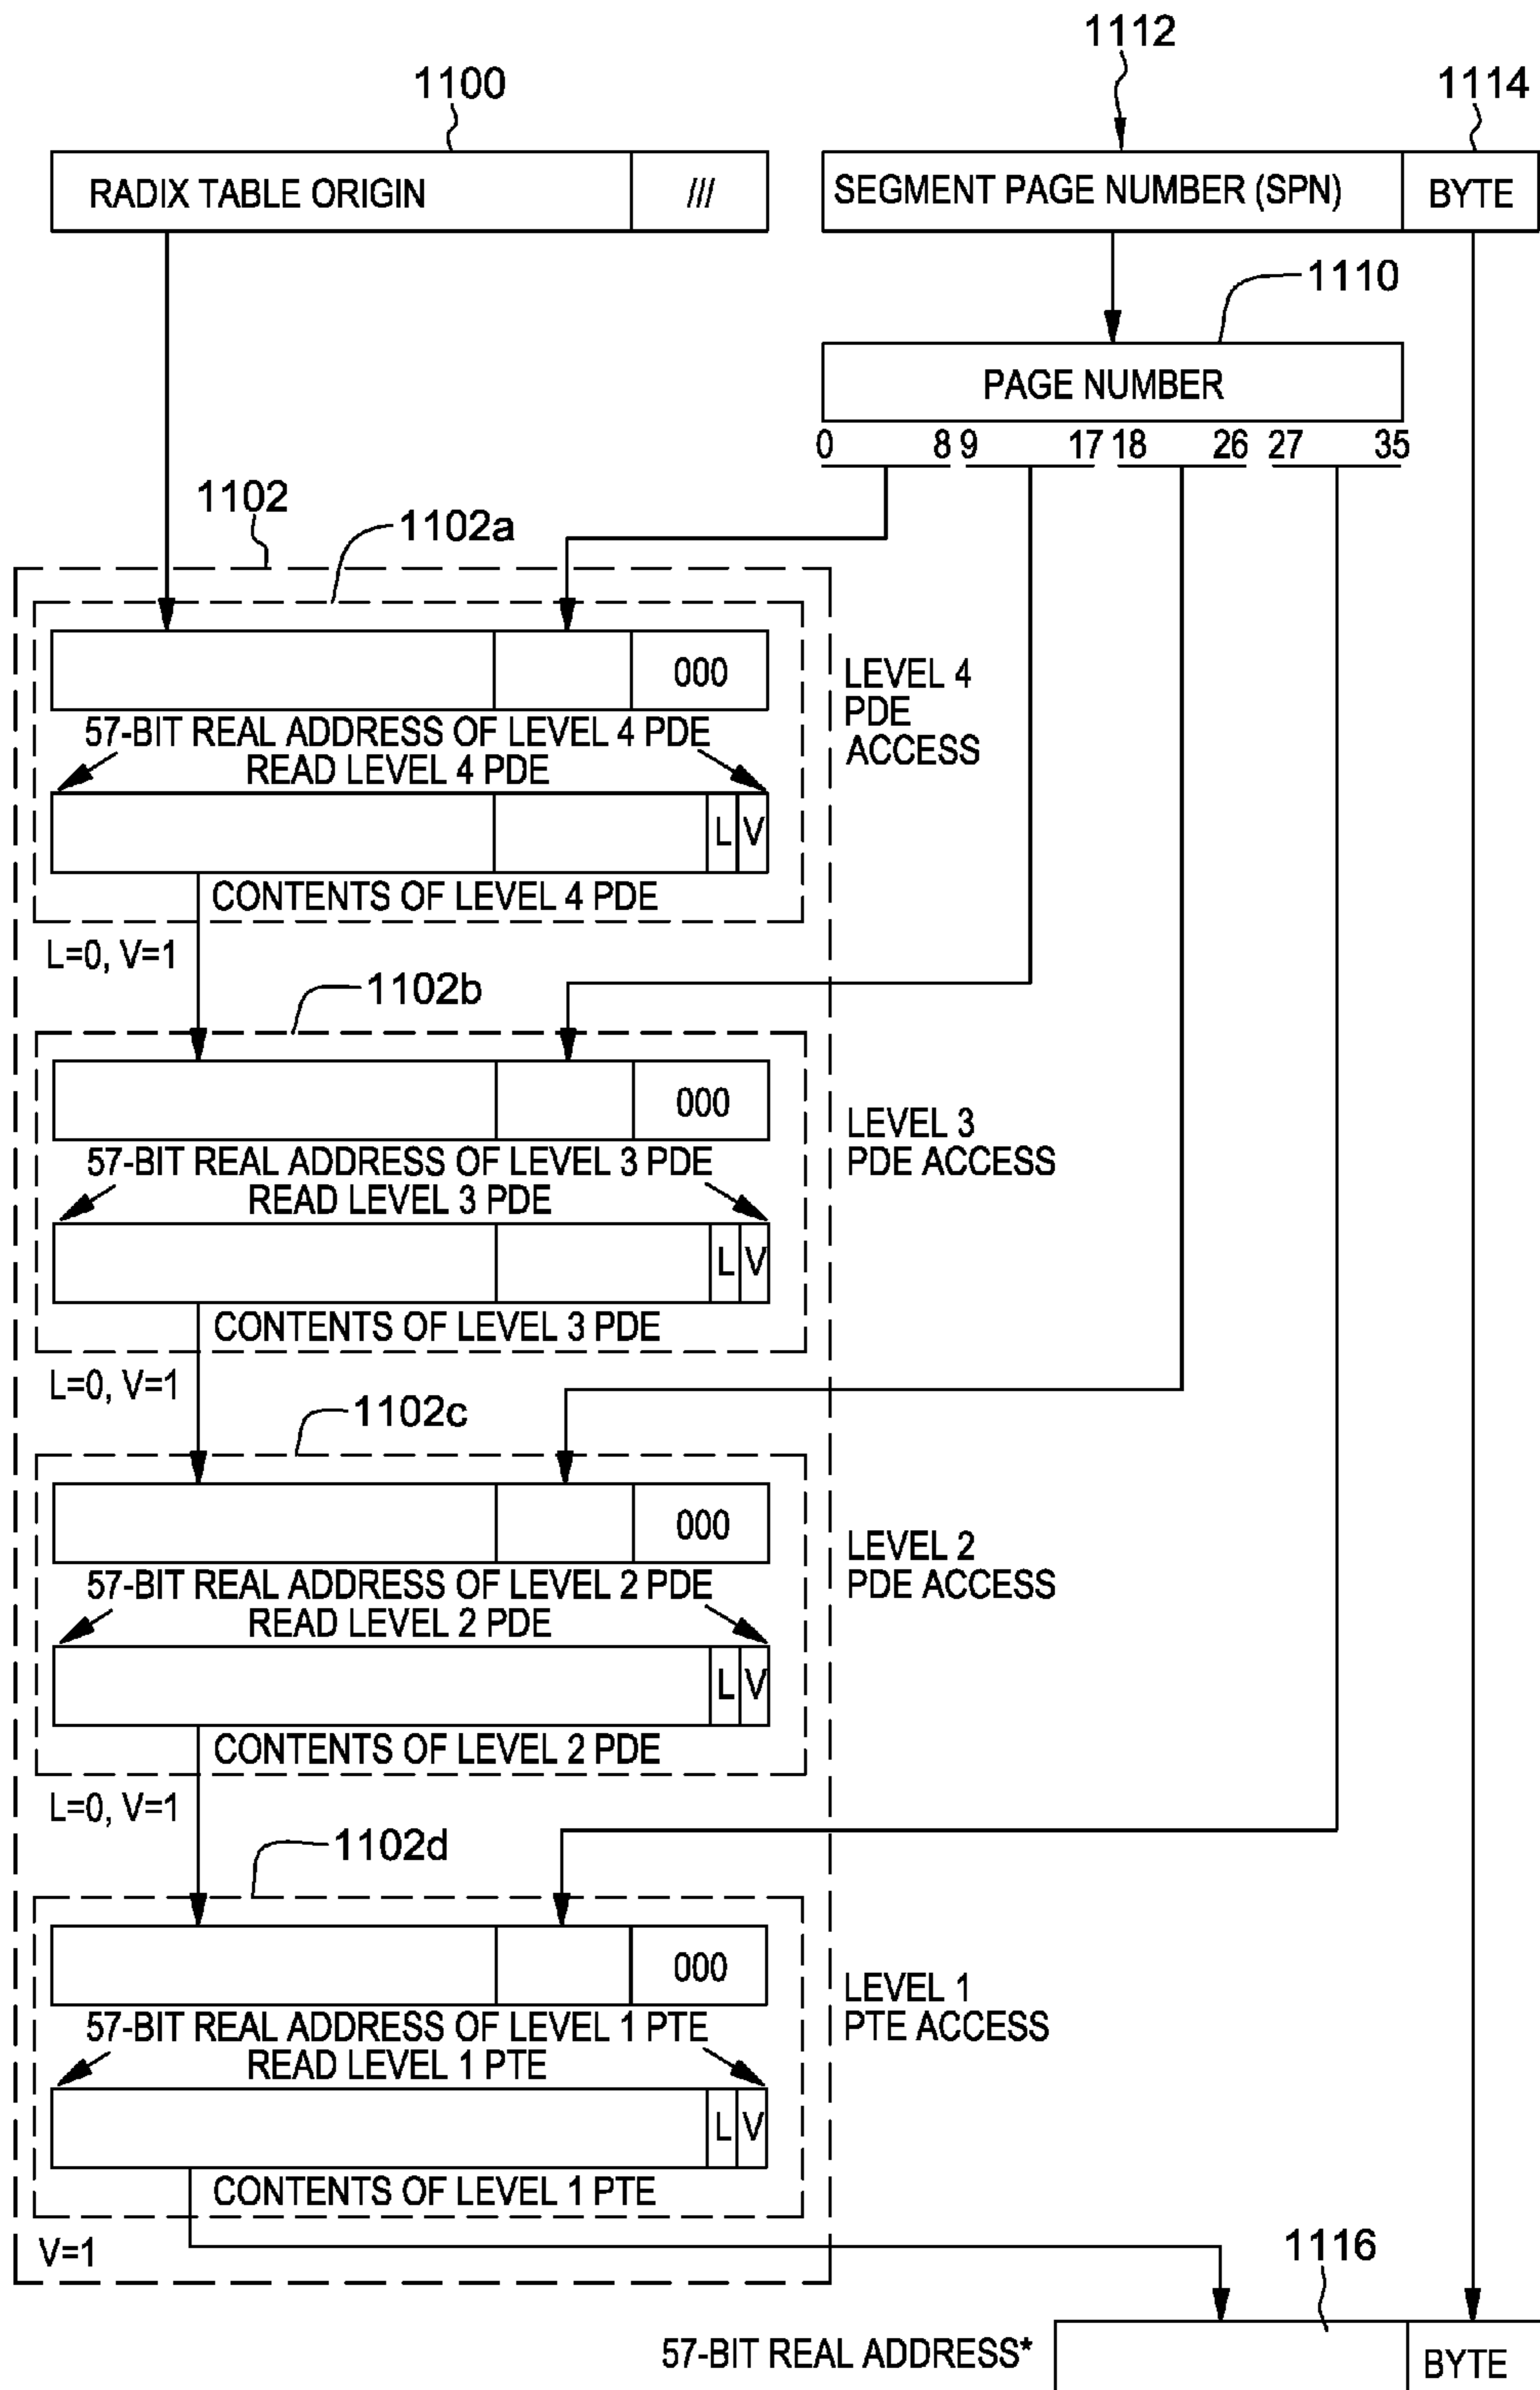 1112
1100
1114
RADIX TABLE ORIGIN
///
SEGMENT PAGE NUMBER (SPN)
BYTE
1110
PAGE NUMBER
0 8 9 17 18 26 27 35
1102
1102a
000
LEVEL 4
PDE
ACCESS
57-BIT REAL ADDRESS OF LEVEL 4 PDE
READ LEVEL 4 PDE
L V
CONTENTS OF LEVEL 4 PDE
L=0, V=1
1102b
000
LEVEL 3
PDE ACCESS
57-BIT REAL ADDRESS OF LEVEL 3 PDE
READ LEVEL 3 PDE
L V
CONTENTS OF LEVEL 3 PDE
L=0, V=1
1102c
000
LEVEL 2
PDE ACCESS
57-BIT REAL ADDRESS OF LEVEL 2 PDE
READ LEVEL 2 PDE
L V
CONTENTS OF LEVEL 2 PDE
L=0, V=1
1102d
000
LEVEL 1
PTE ACCESS
57-BIT REAL ADDRESS OF LEVEL 1 PTE
READ LEVEL 1 PTE
L V
CONTENTS OF LEVEL 1 PTE
V=1
1116
57-BIT REAL ADDRESS*
BYTE